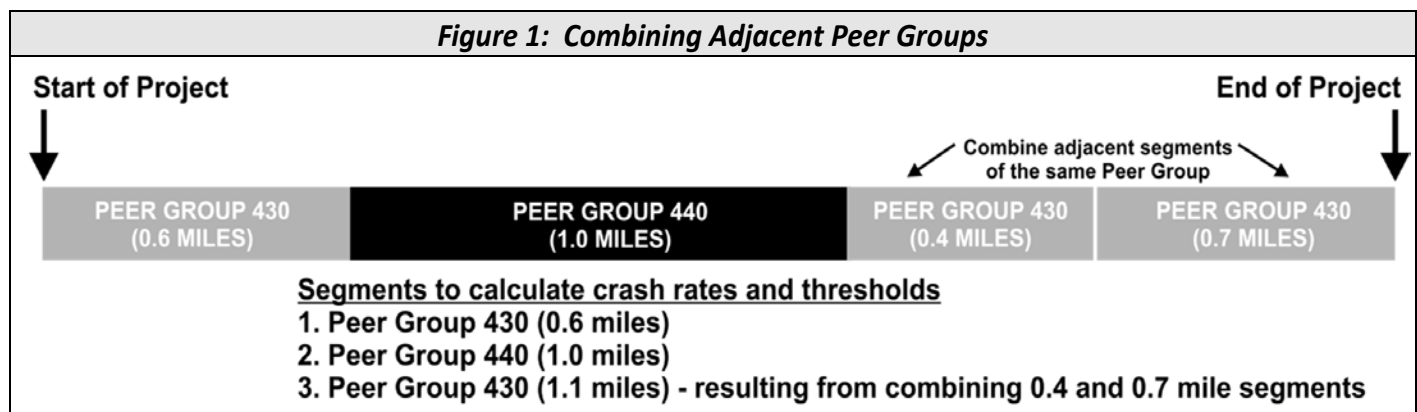 Figure 1: Combining Adjacent Peer Groups
Start of Project
End of Project
Combine adjacent segments
of the same Peer Group
PEER GROUP 430
(0.6 MILES)
PEER GROUP 440
(1.0 MILES)
PEER GROUP 430
(0.4 MILES)
PEER GROUP 430
(0.7 MILES)
Segments to calculate crash rates and thresholds
1. Peer Group 430 (0.6 miles)
2. Peer Group 440 (1.0 miles)
3. Peer Group 430 (1.1 miles) - resulting from combining 0.4 and 0.7 mile segments